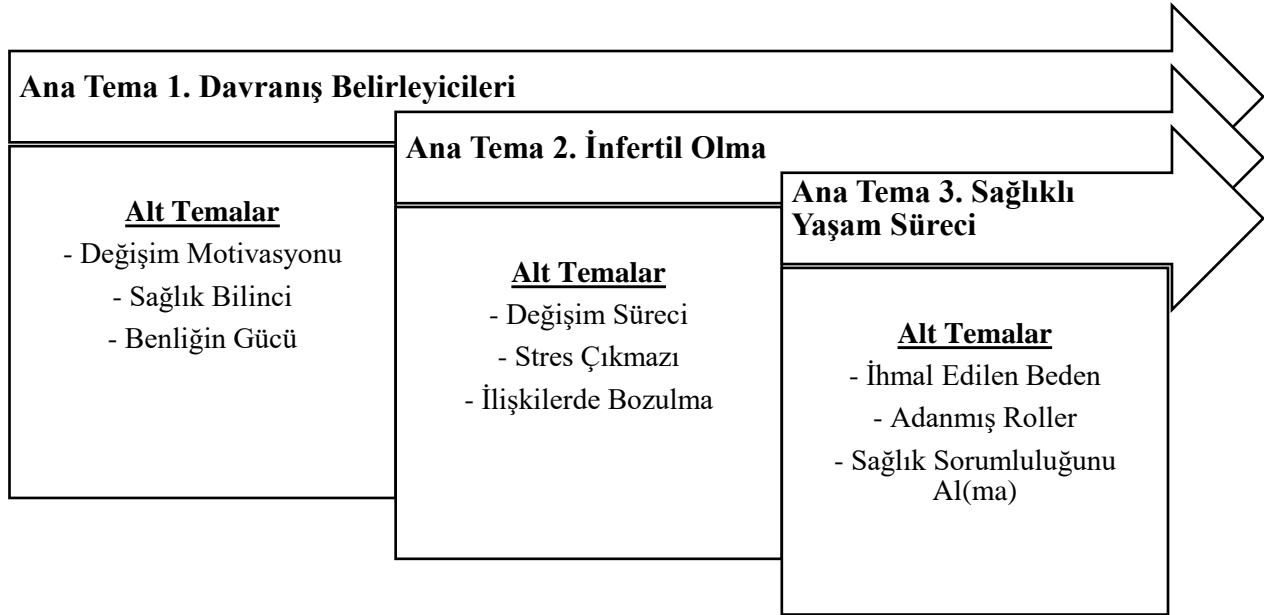 Ana Tema 1. Davranış Belirleyicileri
Alt Temalar
- Değişim Motivasyonu
- Sağlık Bilinci
- Benliğin Gücü
Ana Tema 2. İnfertil Olma
Alt Temalar
- Değişim Süreci
- Stres Çıkmazı
- İlişkilerde Bozulma
Ana Tema 3. Sağlıklı
Yaşam Süreci
Alt Temalar
- İhmal Edilen Beden
- Adanmış Roller
- Sağlık Sorumluluğunu
Al(ma)